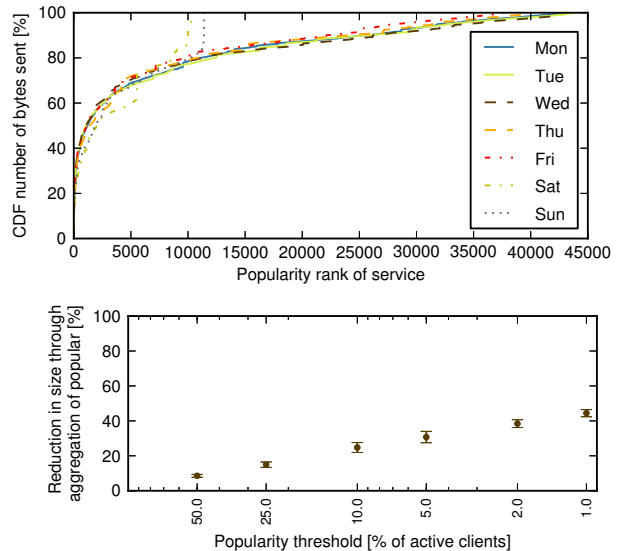 CDF number of bytes sent [%]
100
80
60
40
20
0
0 5000 10000 15000 20000 25000 30000 35000 40000 45000
Popularity rank of service
Mon
Tue
Wed
Thu
Fri
Sat
Sun
Reduction in size through
aggregation of popular [%]
100
80
60
40
20
0
50.0 25.0 10.0 5.0 2.0 1.0
Popularity threshold [% of active clients]